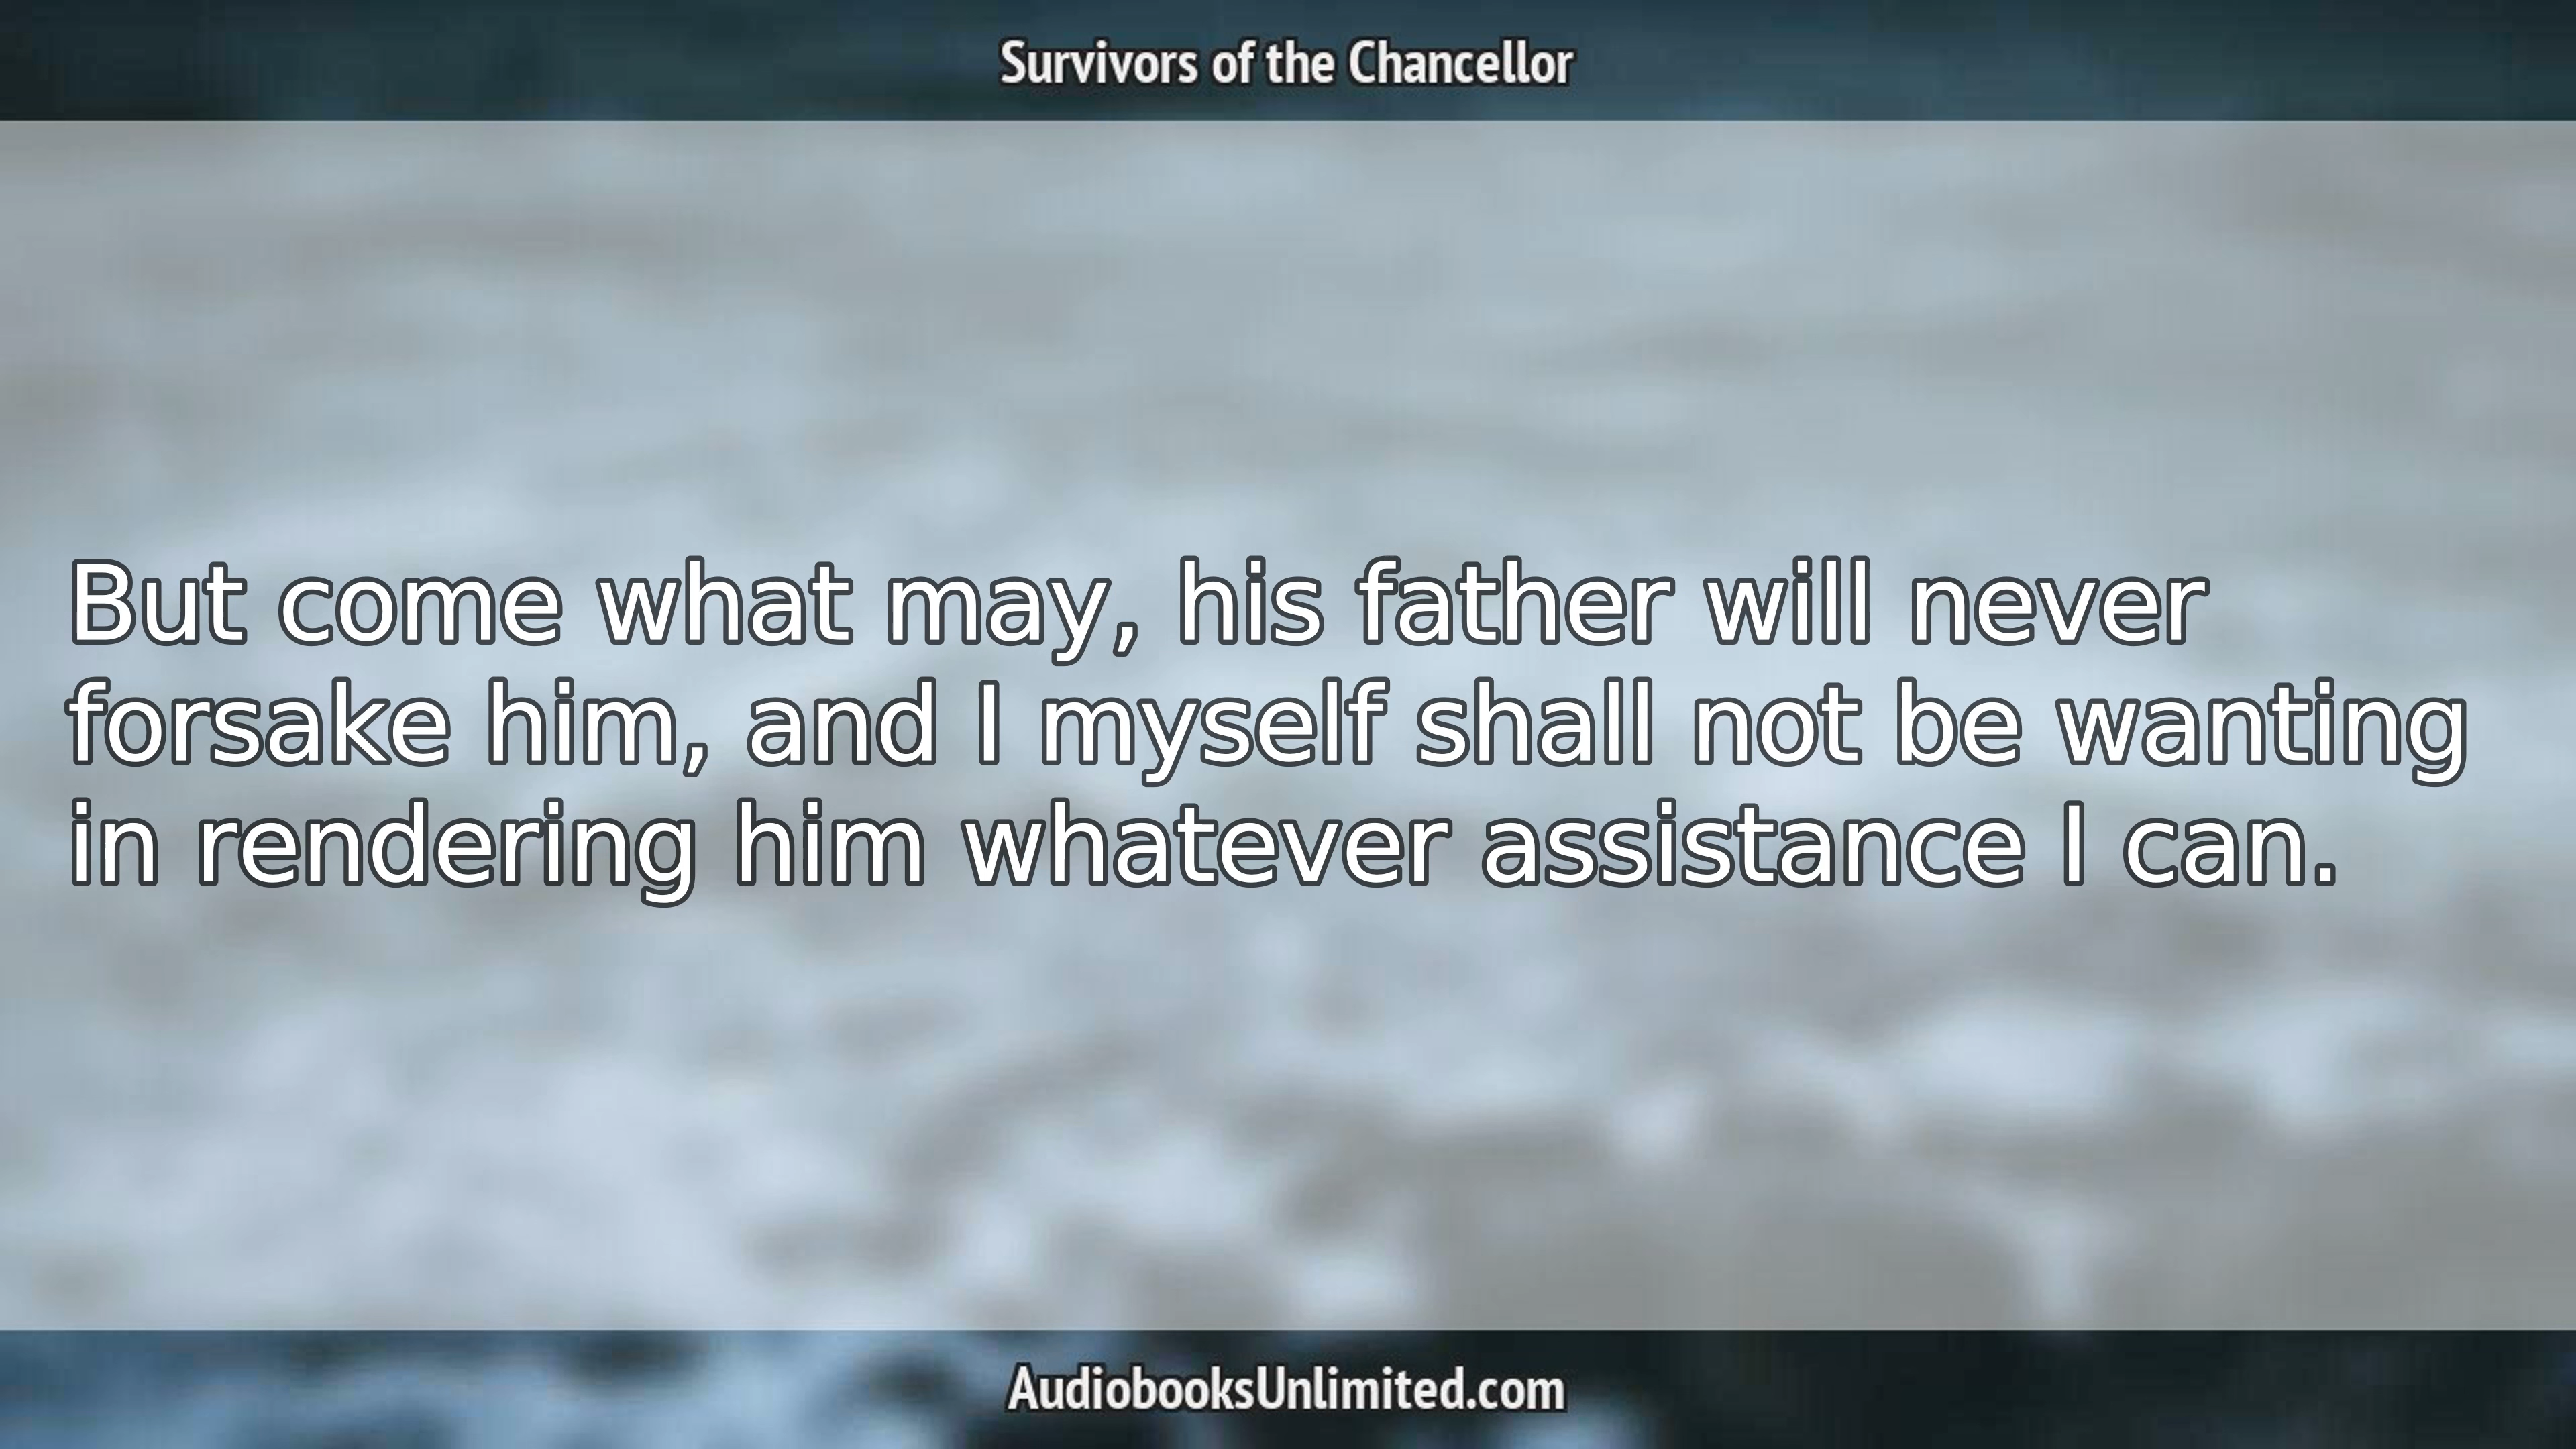 Survivors of the Chancellor
But come what may, his father will never
forsake him, and I myself shall not be wanting
in rendering him whatever assistance I can.
AudiobooksUnlimited.com